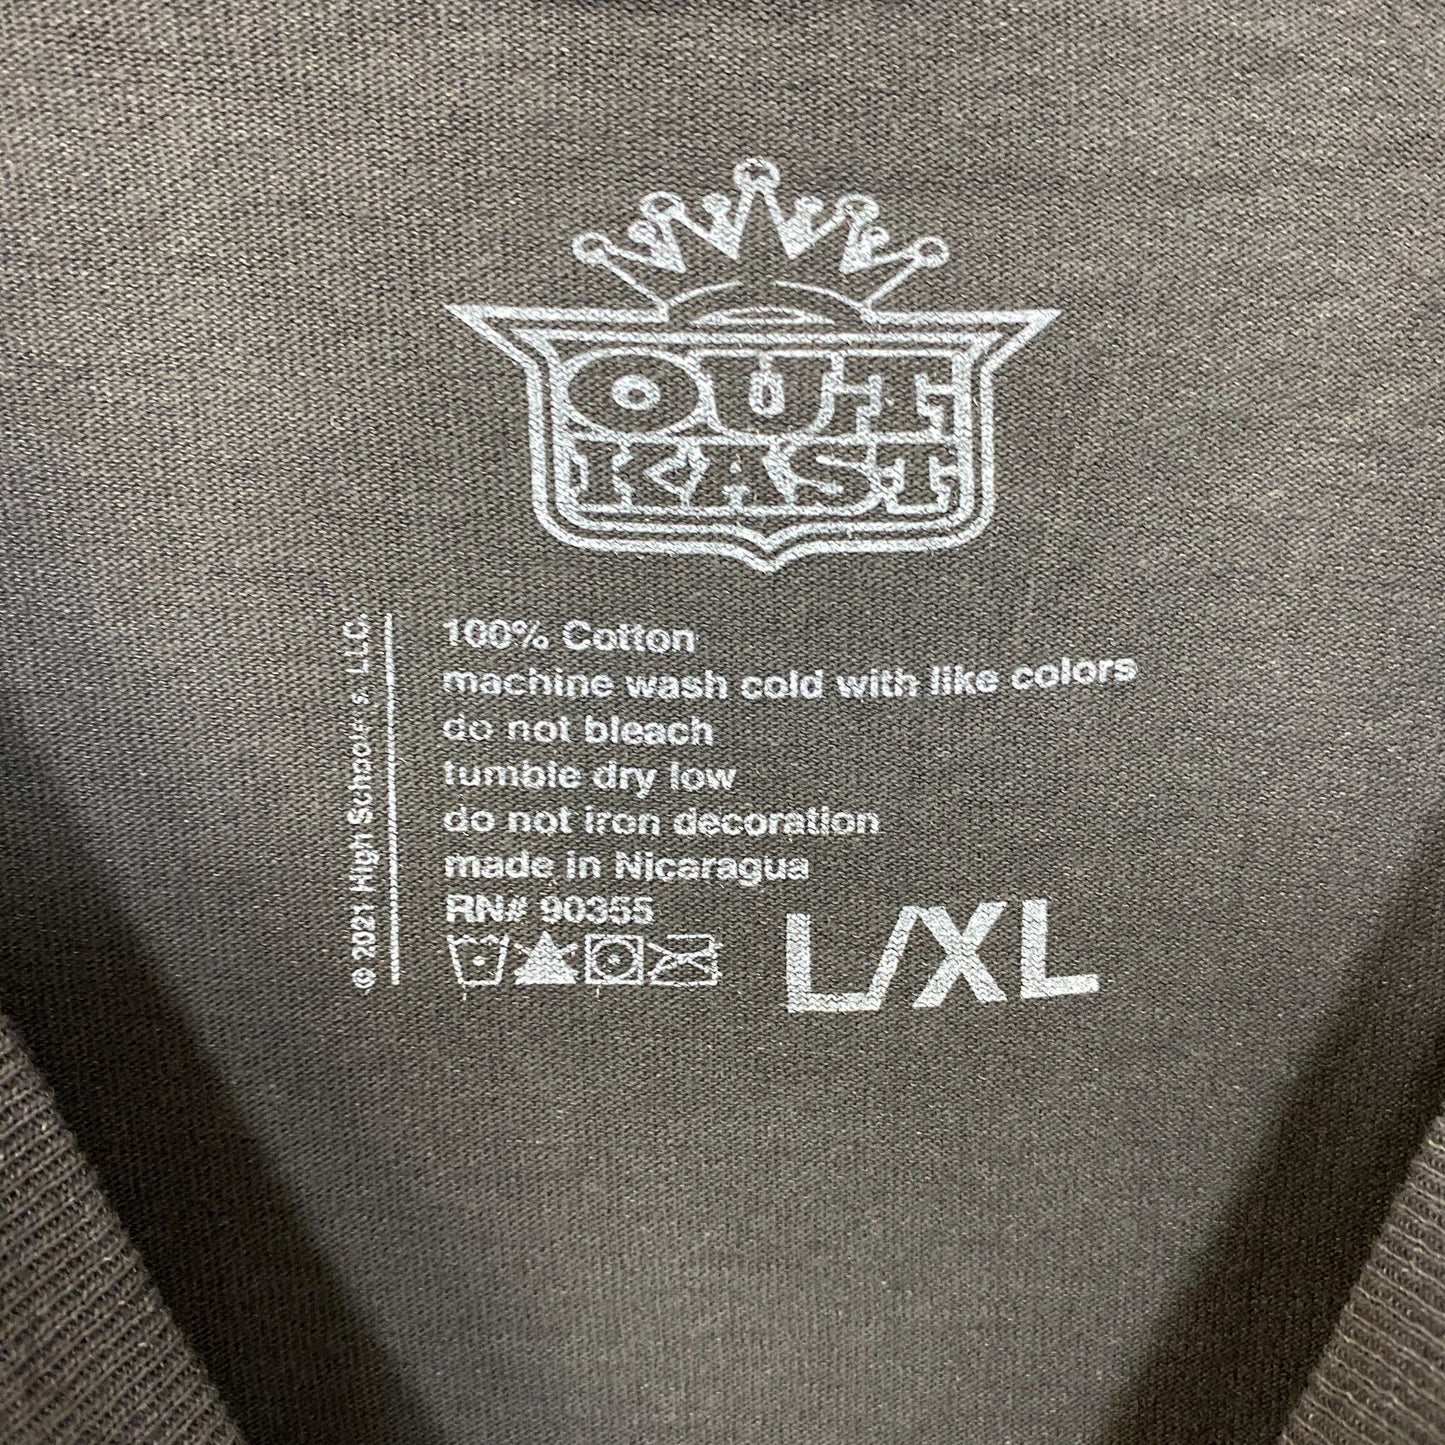 OUT
KAST
100% Cotton
machine wash cold with like colors
do not bleach
tumble dry low
do not iron decoration
made in Nicaragua
RN# 90355
L/XL
© 2021 High LLC.